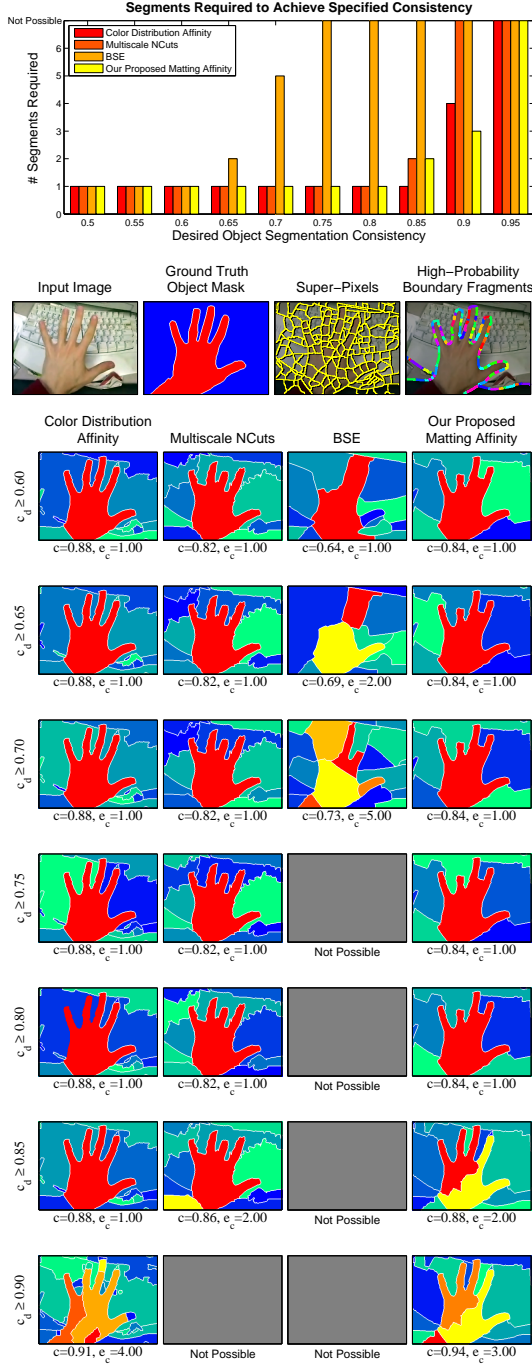 Segments Required to Achieve Specified Consistency
Not Possible
6
5
4
3
2
1
0
# Segments Required
Color Distribution Affinity
Multiscale NCuts
BSE
Our Proposed Matting Affinity
0.5 0.55 0.6 0.65 0.7 0.75 0.8 0.85 0.9 0.95
Desired Object Segmentation Consistency
Input Image
Ground Truth
Object Mask
Super−Pixels
High−Probability
Boundary Fragments
Color Distribution
Affinity
Multiscale NCuts
BSE
Our Proposed
Matting Affinity
c_d ≥ 0.60
c=0.88, e_c=1.00 c=0.82, e_c=1.00 c=0.64, e_c=1.00 c=0.84, e_c=1.00
c_d ≥ 0.65
c=0.88, e_c=1.00 c=0.82, e_c=1.00 c=0.69, e_c=2.00 c=0.84, e_c=1.00
c_d ≥ 0.70
c=0.88, e_c=1.00 c=0.82, e_c=1.00 c=0.73, e_c=5.00 c=0.84, e_c=1.00
c_d ≥ 0.75
c=0.88, e_c=1.00 c=0.82, e_c=1.00 Not Possible c=0.84, e_c=1.00
c_d ≥ 0.80
c=0.88, e_c=1.00 c=0.82, e_c=1.00 Not Possible c=0.84, e_c=1.00
c_d ≥ 0.85
c=0.88, e_c=1.00 c=0.86, e_c=2.00 Not Possible c=0.88, e_c=2.00
c_d ≥ 0.90
c=0.91, e_c=4.00 Not Possible Not Possible c=0.94, e_c=3.00